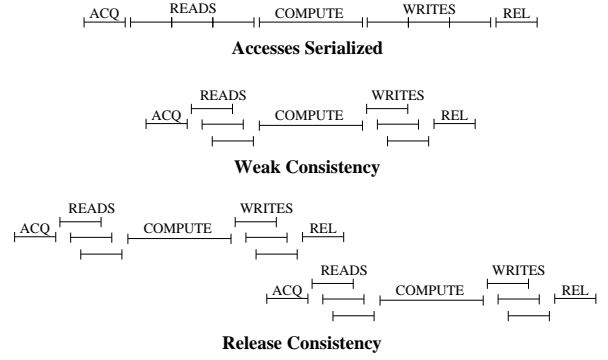 ACQ READS COMPUTE WRITES REL
Accesses Serialized
READS WRITES
ACQ COMPUTE REL
Weak Consistency
READS WRITES
ACQ COMPUTE REL
READS WRITES
ACQ COMPUTE REL
Release Consistency